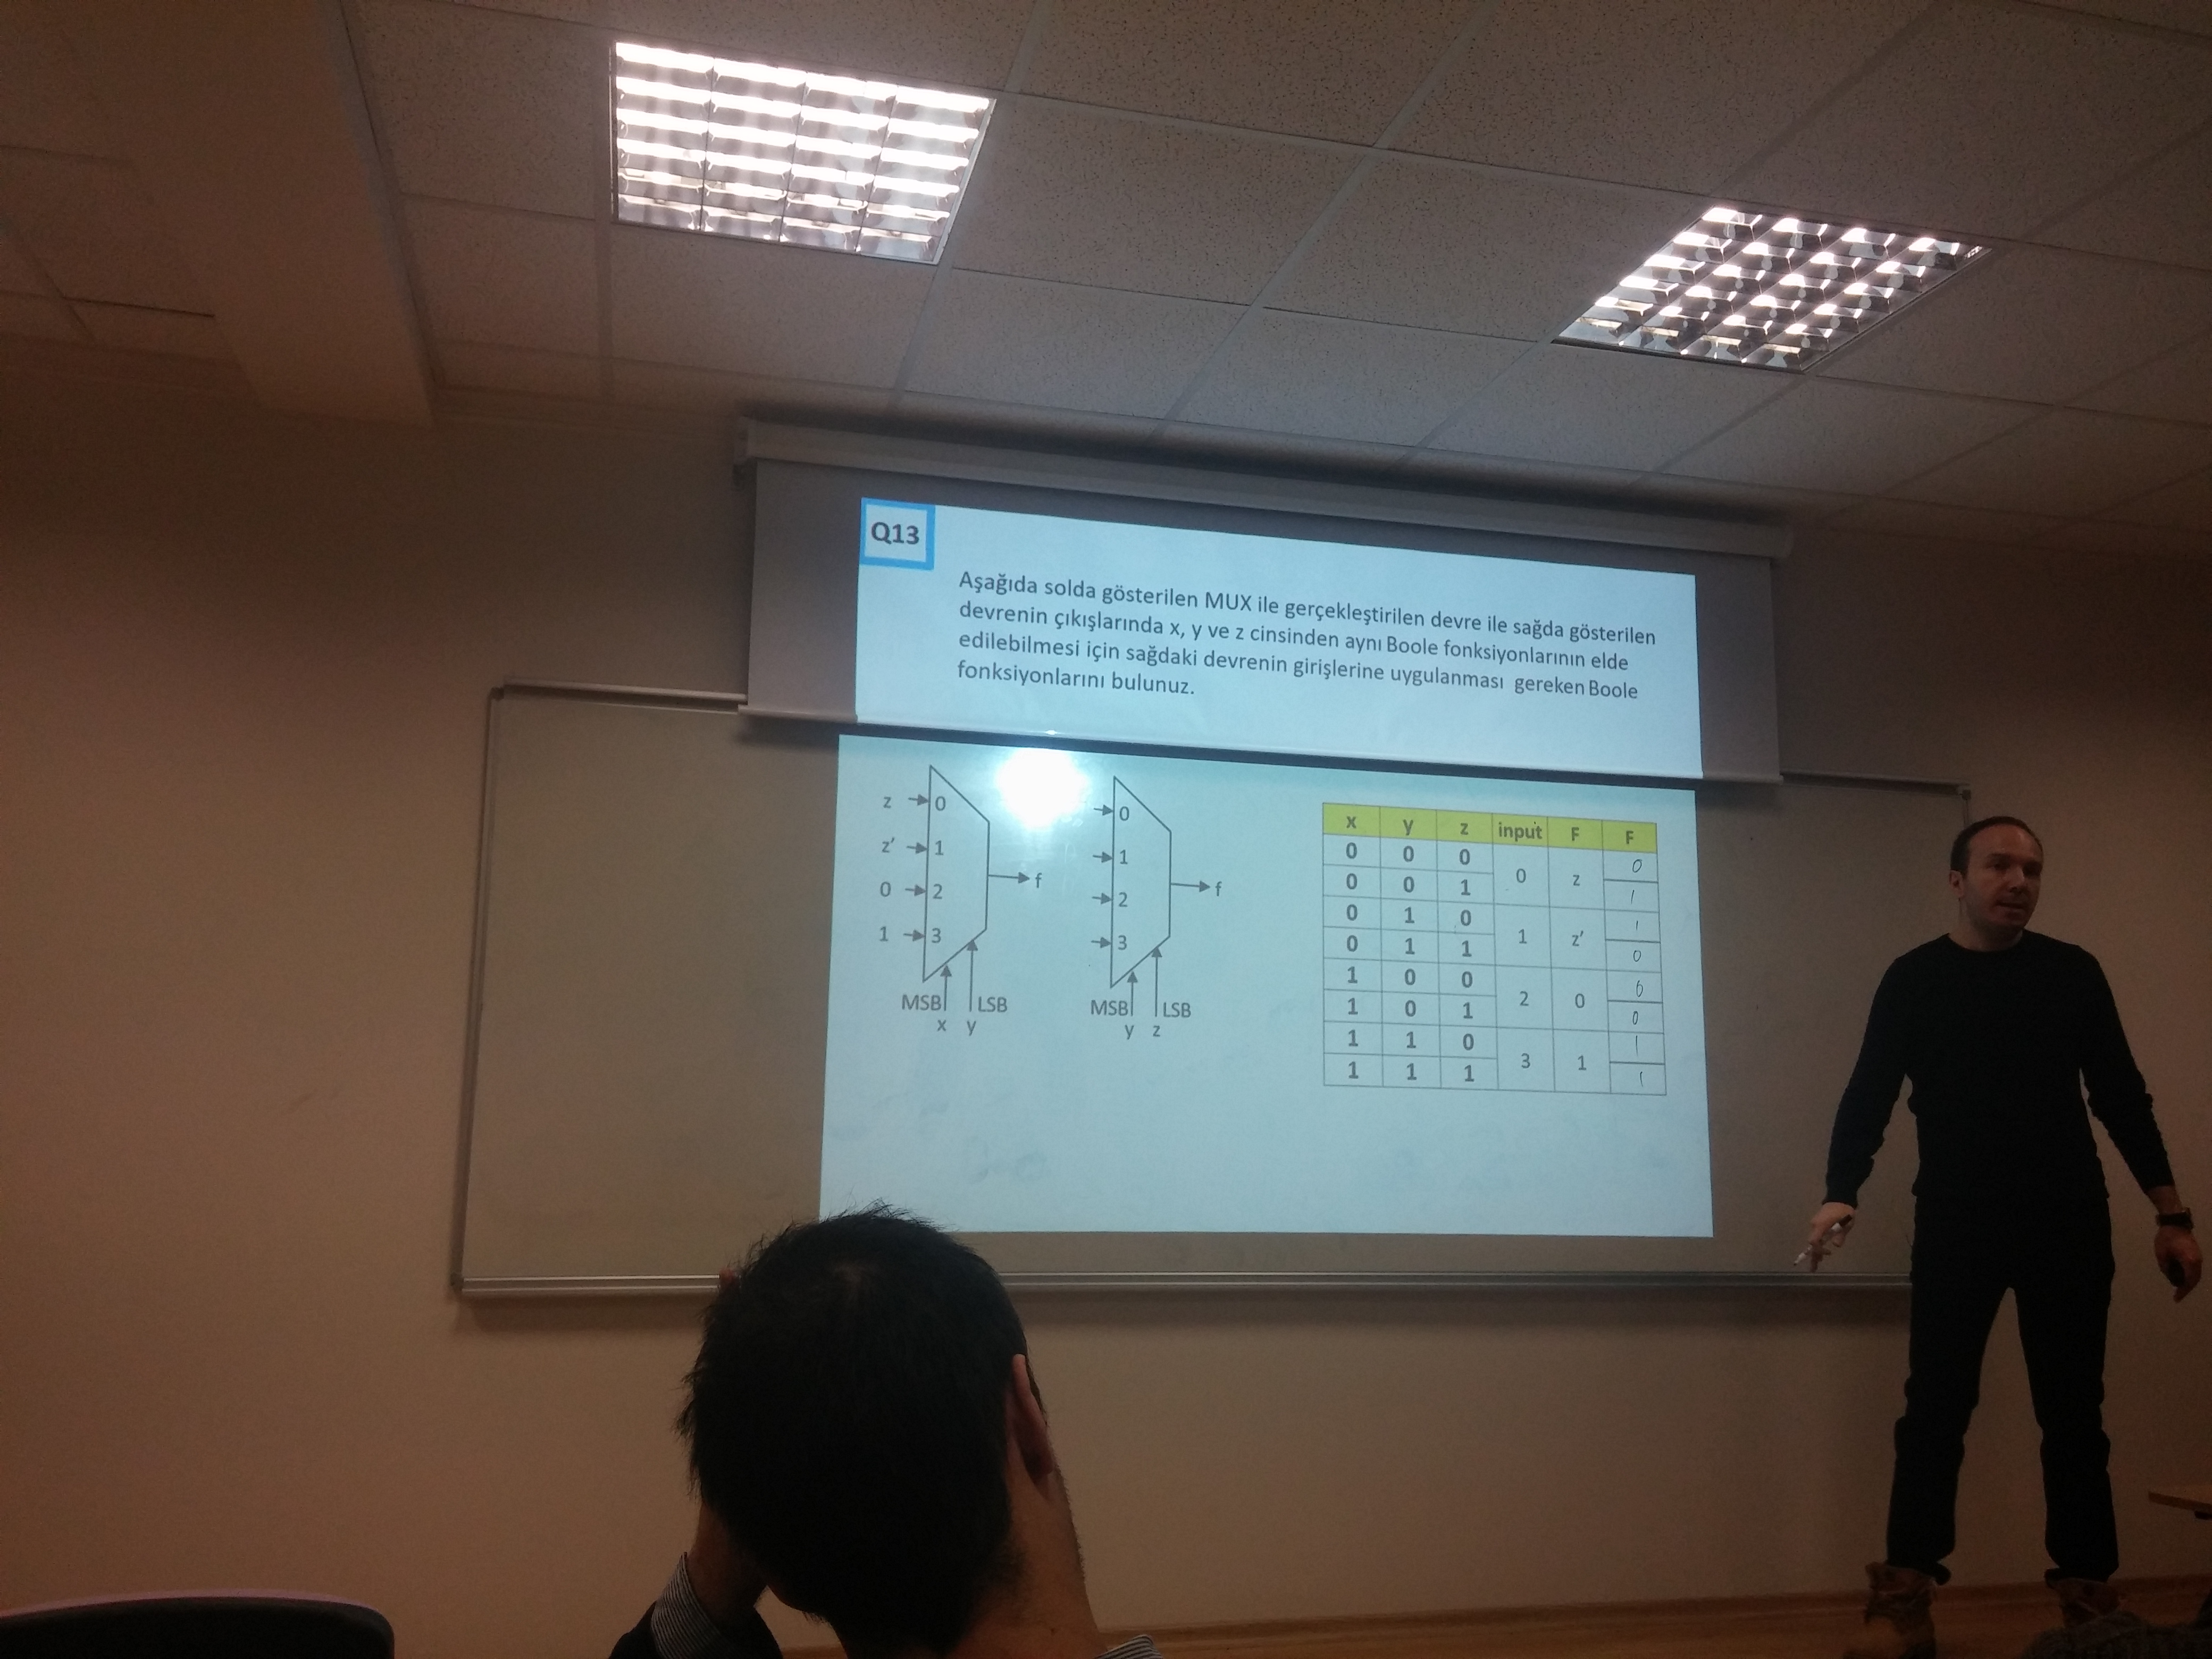 Q13
Aşağıda solda gösterilen MUX ile gerçekleştirilen devre ile sağda gösterilen
devrenin çıkışlarında x, y ve z cinsinden aynı Boole fonksiyonlarının elde
edilebilmesi için sağdaki devrenin girişlerine uygulanması gereken Boole
fonksiyonlarını bulunuz.
z 0
z' 1
0 2
1 3
f
MSB LSB
x y
0
1
2
3
f
MSB LSB
y z
x y z input F F
0 0 0 0 z 0
0 0 1 1
0 1 0 1 z' 1
0 1 1 0
1 0 0 2 0 0
1 0 1 0
1 1 0 3 1 1
1 1 1 1